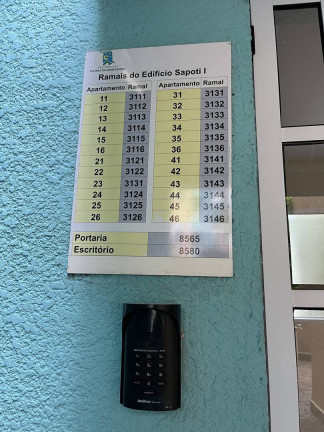 Ramais do Edifício Sapoti I
Apartamento Ramal Apartamento Ramal
11 3111 31 3131
12 3112 32 3132
13 3113 33 3133
14 3114 34 3134
15 3115 35 3135
16 3116 36 3136
21 3121 41 3141
22 3122 42 3142
23 3131 43 3143
24 3124 44 3144
25 3125 45 3145
26 3126 46 3146
Portaria 8565
Escritório 8580